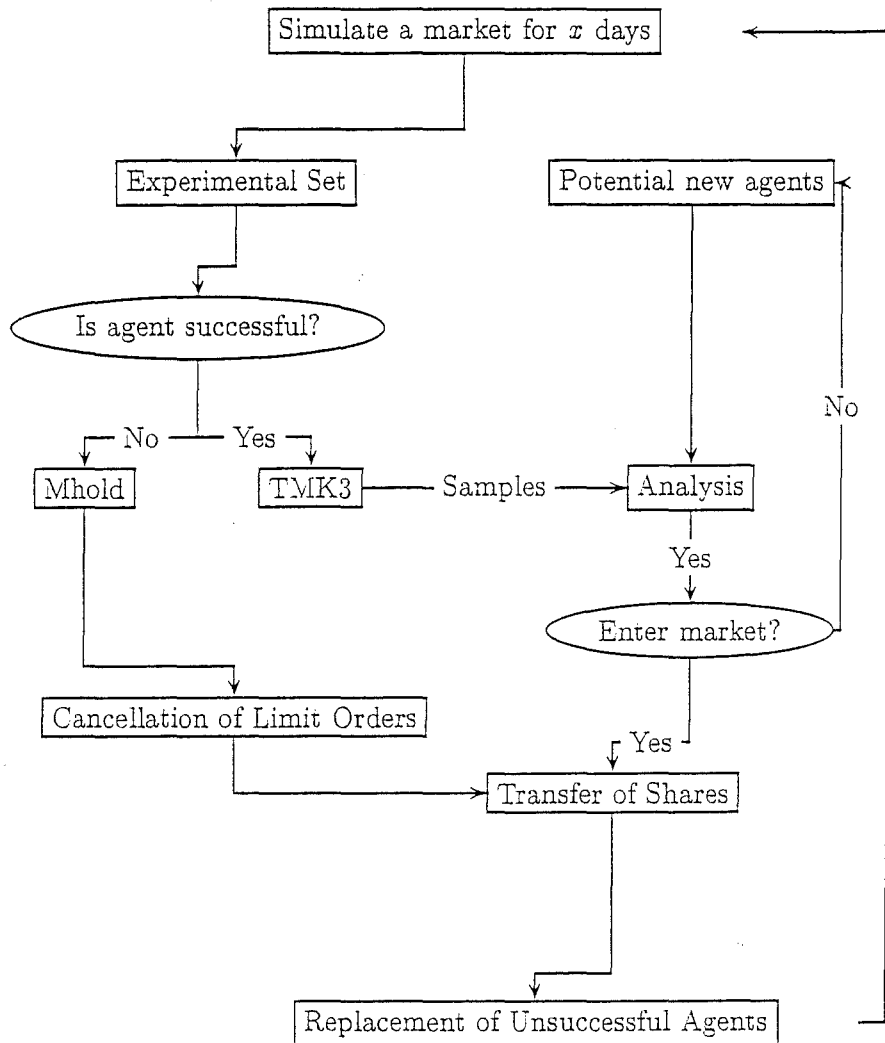 Simulate a market for x days
Experimental Set
Potential new agents
Is agent successful?
No
No
Yes
Mhold
TMK3
Samples
Analysis
Yes
Enter market?
Cancellation of Limit Orders
Yes
Transfer of Shares
Replacement of Unsuccessful Agents